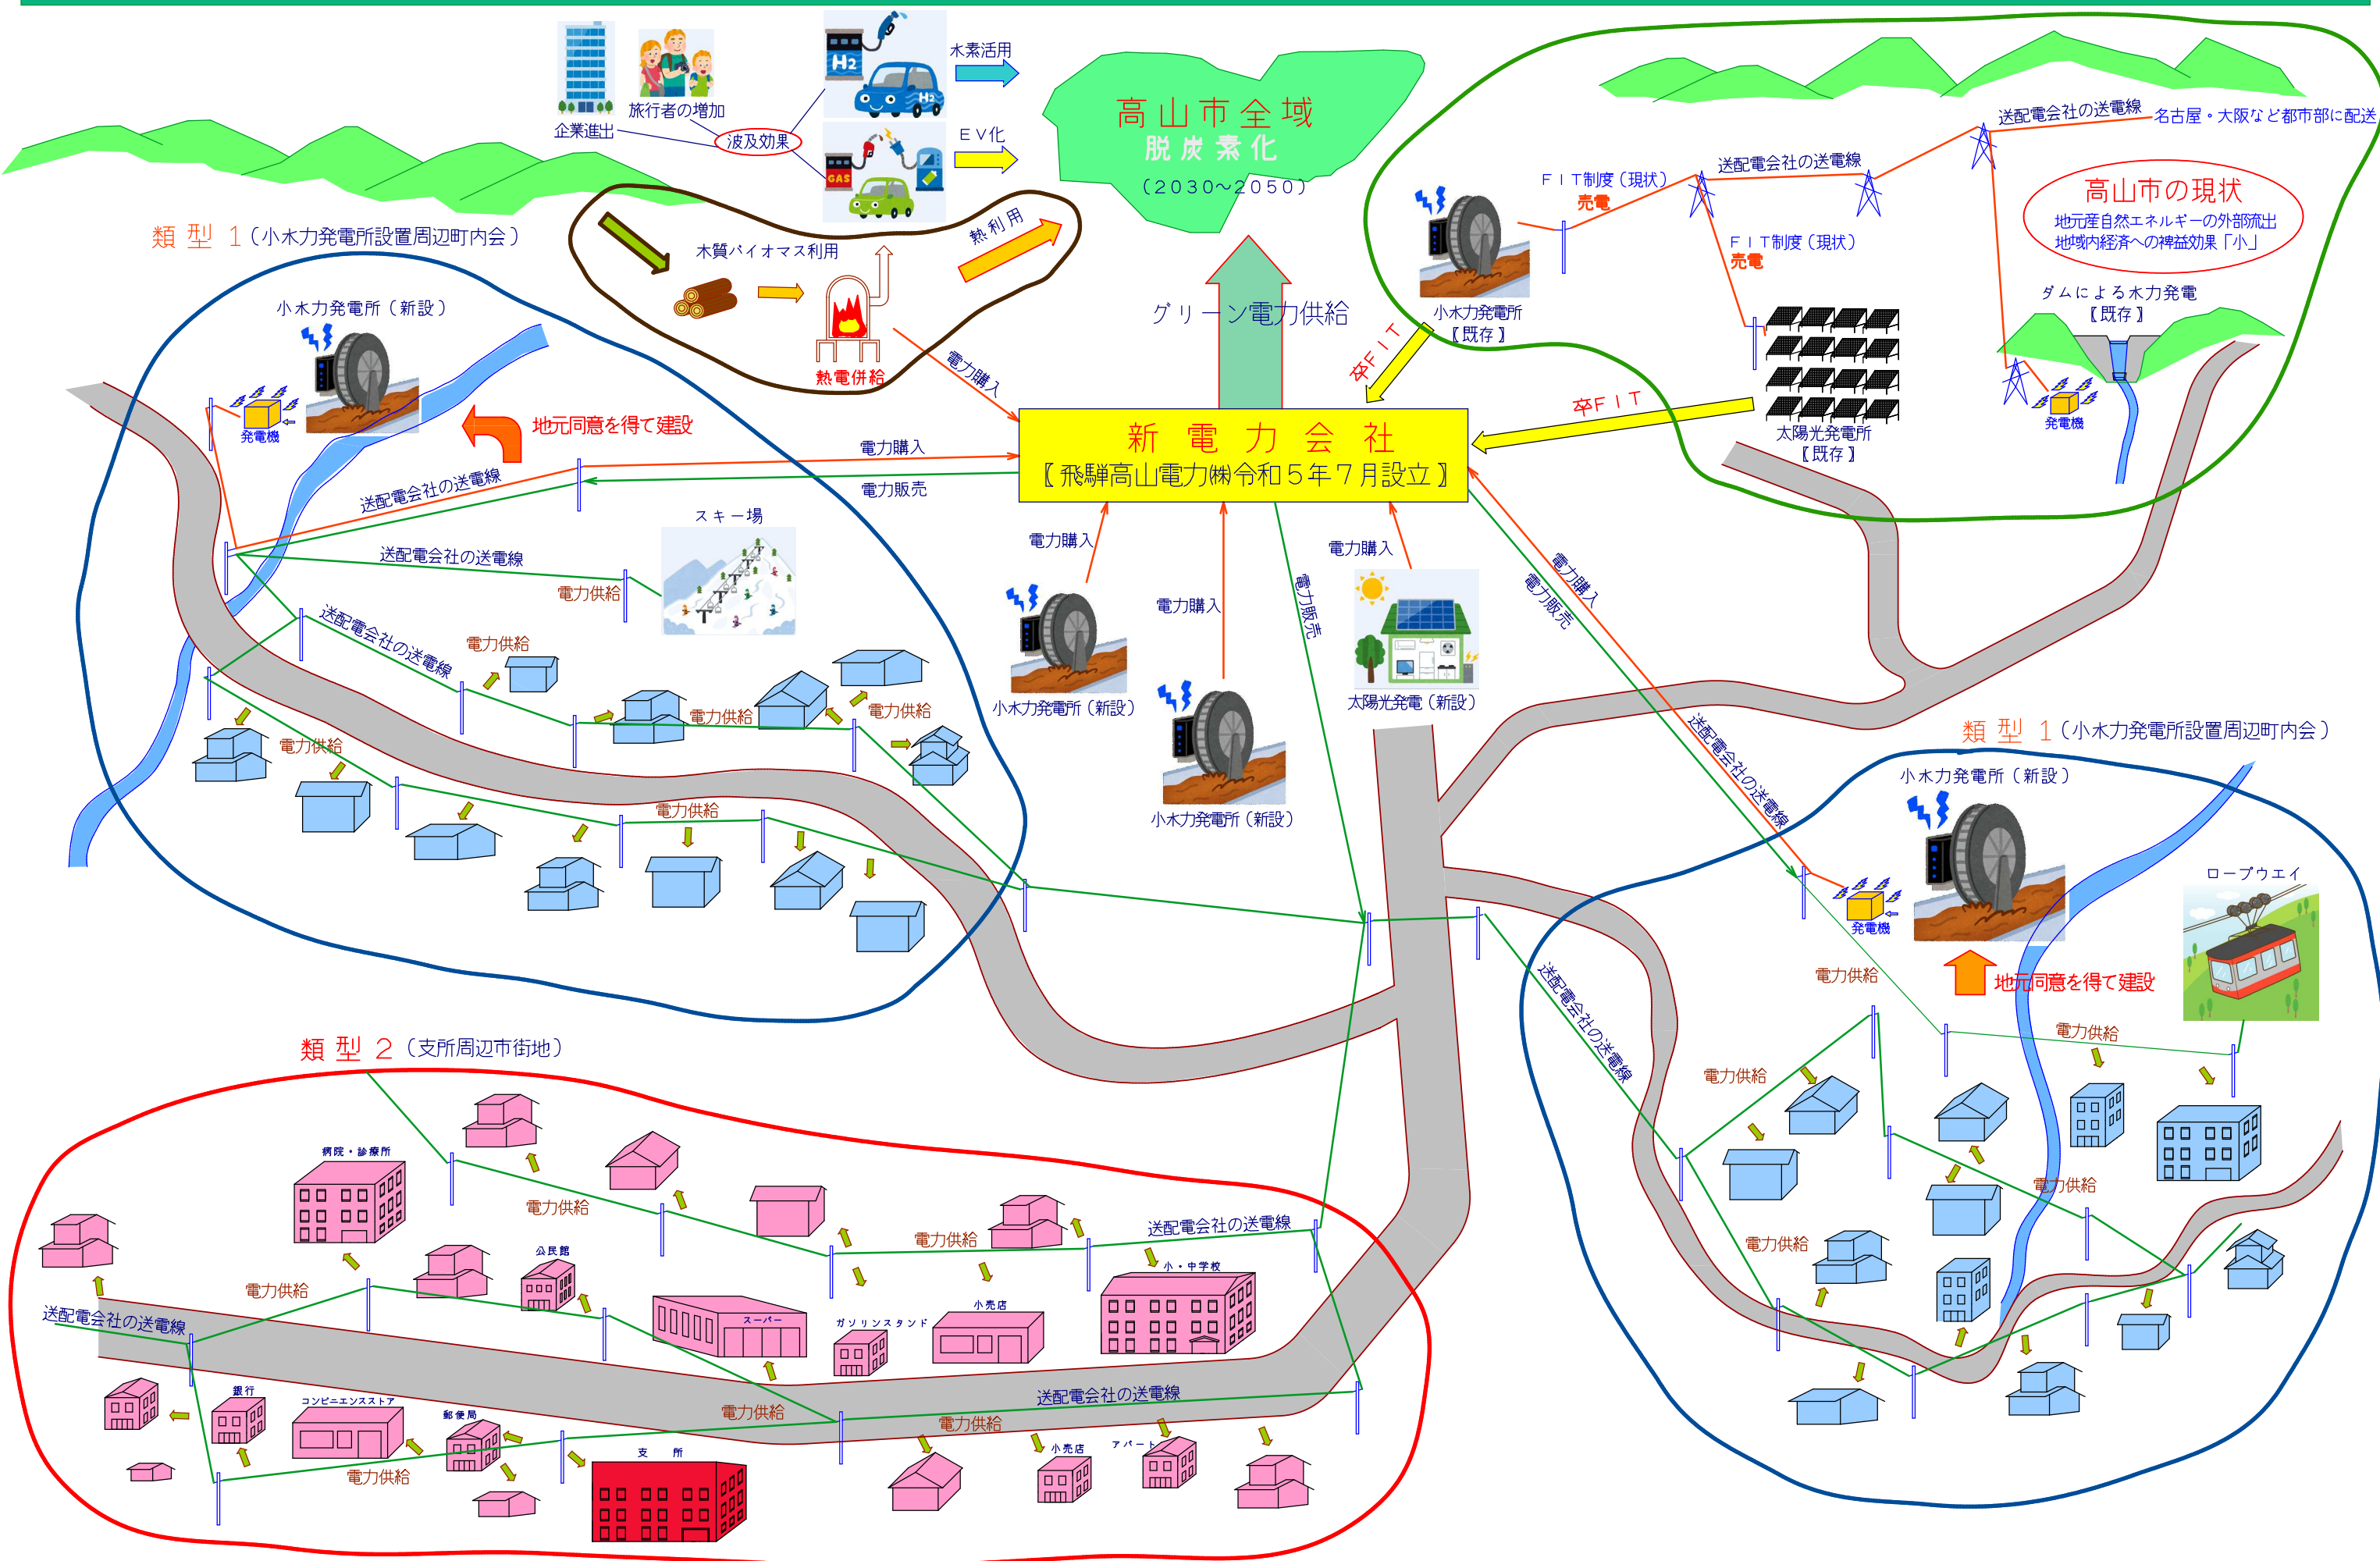 企業進出
旅行者の増加
波及効果
H2
H2
GAS
水素活用
ＥＶ化
高山市全域
脱炭素化
（２０３０～２０５０）
送配電会社の送電線
名古屋・大阪など都市部に配送
送配電会社の送電線
ＦＩＴ制度（現状）
売電
高山市の現状
地元産自然エネルギーの外部流出
地域内経済への裨益効果「小」
ＦＩＴ制度（現状）
売電
ダムによる水力発電
【既存】
発電機
小水力発電所
【既存】
太陽光発電所
【既存】
卒ＦＩＴ
卒ＦＩＴ
木質バイオマス利用
熱利用
熱電併給
電力購入
グリーン電力供給
新電力会社
【飛騨高山電力㈱令和５年７月設立】
類型１（小水力発電所設置周辺町内会）
小水力発電所（新設）
発電機
地元同意を得て建設
電力購入
電力販売
送配電会社の送電線
スキー場
送配電会社の送電線
電力供給
送配電会社の送電線
電力供給
電力供給
電力供給
電力供給
電力供給
電力購入
小水力発電所（新設）
電力購入
小水力発電所（新設）
電力販売
電力購入
太陽光発電（新設）
電力購入
電力販売
送配電会社の送電線
類型１（小水力発電所設置周辺町内会）
小水力発電所（新設）
ロープウエイ
発電機
地元同意を得て建設
電力供給
電力供給
送配電会社の送電線
電力供給
電力供給
電力供給
類型２（支所周辺市街地）
病院・診療所
電力供給
電力供給
送配電会社の送電線
公民館
小・中学校
電力供給
送配電会社の送電線
スーパー
ガソリンスタンド
小売店
銀行
コンビニエンスストア
郵便局
電力供給
電力供給
送配電会社の送電線
電力供給
支所
小売店
アパート